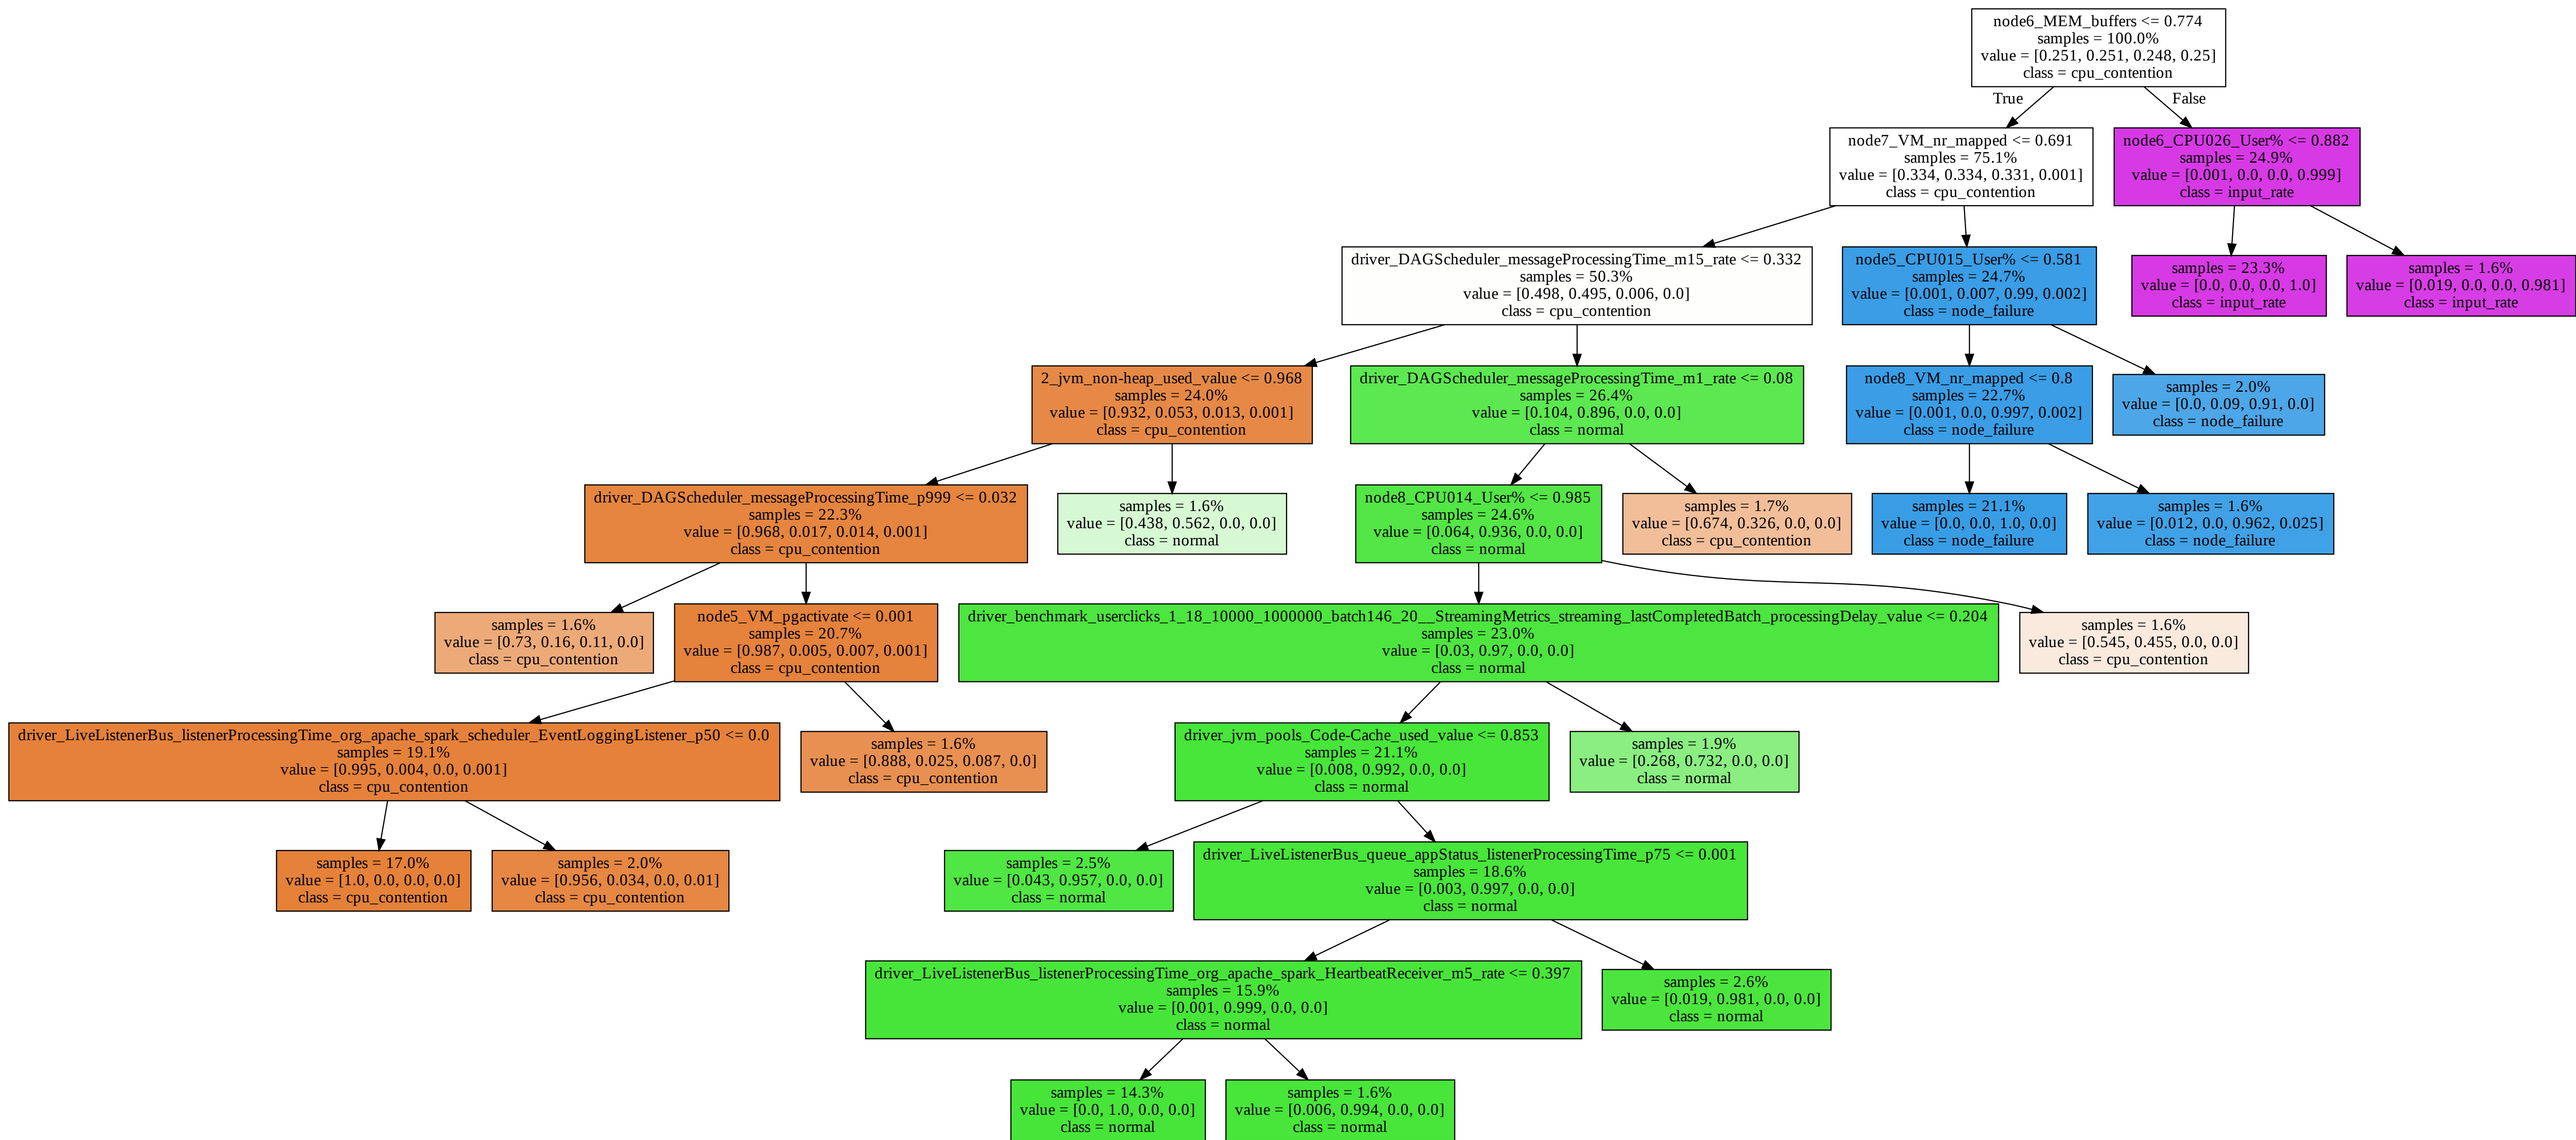 node6_MEM_buffers <= 0.774
samples = 100.0%
value = [0.251, 0.251, 0.248, 0.25]
class = cpu_contention
True
False
node7_VM_nr_mapped <= 0.691
samples = 75.1%
value = [0.334, 0.334, 0.331, 0.001]
class = cpu_contention
node6_CPU026_User% <= 0.882
samples = 24.9%
value = [0.001, 0.0, 0.0, 0.999]
class = input_rate
driver_DAGScheduler_messageProcessingTime_m15_rate <= 0.332
samples = 50.3%
value = [0.498, 0.495, 0.006, 0.0]
class = cpu_contention
node5_CPU015_User% <= 0.581
samples = 24.7%
value = [0.001, 0.007, 0.99, 0.002]
class = node_failure
samples = 23.3%
value = [0.0, 0.0, 0.0, 1.0]
class = input_rate
samples = 1.6%
value = [0.019, 0.0, 0.0, 0.981]
class = input_rate
2_jvm_non-heap_used_value <= 0.968
samples = 24.0%
value = [0.932, 0.053, 0.013, 0.001]
class = cpu_contention
driver_DAGScheduler_messageProcessingTime_m1_rate <= 0.08
samples = 26.4%
value = [0.104, 0.896, 0.0, 0.0]
class = normal
node8_VM_nr_mapped <= 0.8
samples = 22.7%
value = [0.001, 0.0, 0.997, 0.002]
class = node_failure
samples = 2.0%
value = [0.0, 0.09, 0.91, 0.0]
class = node_failure
driver_DAGScheduler_messageProcessingTime_p999 <= 0.032
samples = 22.3%
value = [0.968, 0.017, 0.014, 0.001]
class = cpu_contention
samples = 1.6%
value = [0.438, 0.562, 0.0, 0.0]
class = normal
node8_CPU014_User% <= 0.985
samples = 24.6%
value = [0.064, 0.936, 0.0, 0.0]
class = normal
samples = 1.7%
value = [0.674, 0.326, 0.0, 0.0]
class = cpu_contention
samples = 21.1%
value = [0.0, 0.0, 1.0, 0.0]
class = node_failure
samples = 1.6%
value = [0.012, 0.0, 0.962, 0.025]
class = node_failure
samples = 1.6%
value = [0.73, 0.16, 0.11, 0.0]
class = cpu_contention
node5_VM_pgactivate <= 0.001
samples = 20.7%
value = [0.987, 0.005, 0.007, 0.001]
class = cpu_contention
driver_benchmark_userclicks_1_18_10000_1000000_batch146_20__StreamingMetrics_streaming_lastCompletedBatch_processingDelay_value <= 0.204
samples = 23.0%
value = [0.03, 0.97, 0.0, 0.0]
class = normal
samples = 1.6%
value = [0.545, 0.455, 0.0, 0.0]
class = cpu_contention
driver_LiveListenerBus_listenerProcessingTime_org_apache_spark_scheduler_EventLoggingListener_p50 <= 0.0
samples = 19.1%
value = [0.995, 0.004, 0.0, 0.001]
class = cpu_contention
samples = 1.6%
value = [0.888, 0.025, 0.087, 0.0]
class = cpu_contention
driver_jvm_pools_Code-Cache_used_value <= 0.853
samples = 21.1%
value = [0.008, 0.992, 0.0, 0.0]
class = normal
samples = 1.9%
value = [0.268, 0.732, 0.0, 0.0]
class = normal
samples = 17.0%
value = [1.0, 0.0, 0.0, 0.0]
class = cpu_contention
samples = 2.0%
value = [0.956, 0.034, 0.0, 0.01]
class = cpu_contention
samples = 2.5%
value = [0.043, 0.957, 0.0, 0.0]
class = normal
driver_LiveListenerBus_queue_appStatus_listenerProcessingTime_p75 <= 0.001
samples = 18.6%
value = [0.003, 0.997, 0.0, 0.0]
class = normal
driver_LiveListenerBus_listenerProcessingTime_org_apache_spark_HeartbeatReceiver_m5_rate <= 0.397
samples = 15.9%
value = [0.001, 0.999, 0.0, 0.0]
class = normal
samples = 2.6%
value = [0.019, 0.981, 0.0, 0.0]
class = normal
samples = 14.3%
value = [0.0, 1.0, 0.0, 0.0]
class = normal
samples = 1.6%
value = [0.006, 0.994, 0.0, 0.0]
class = normal